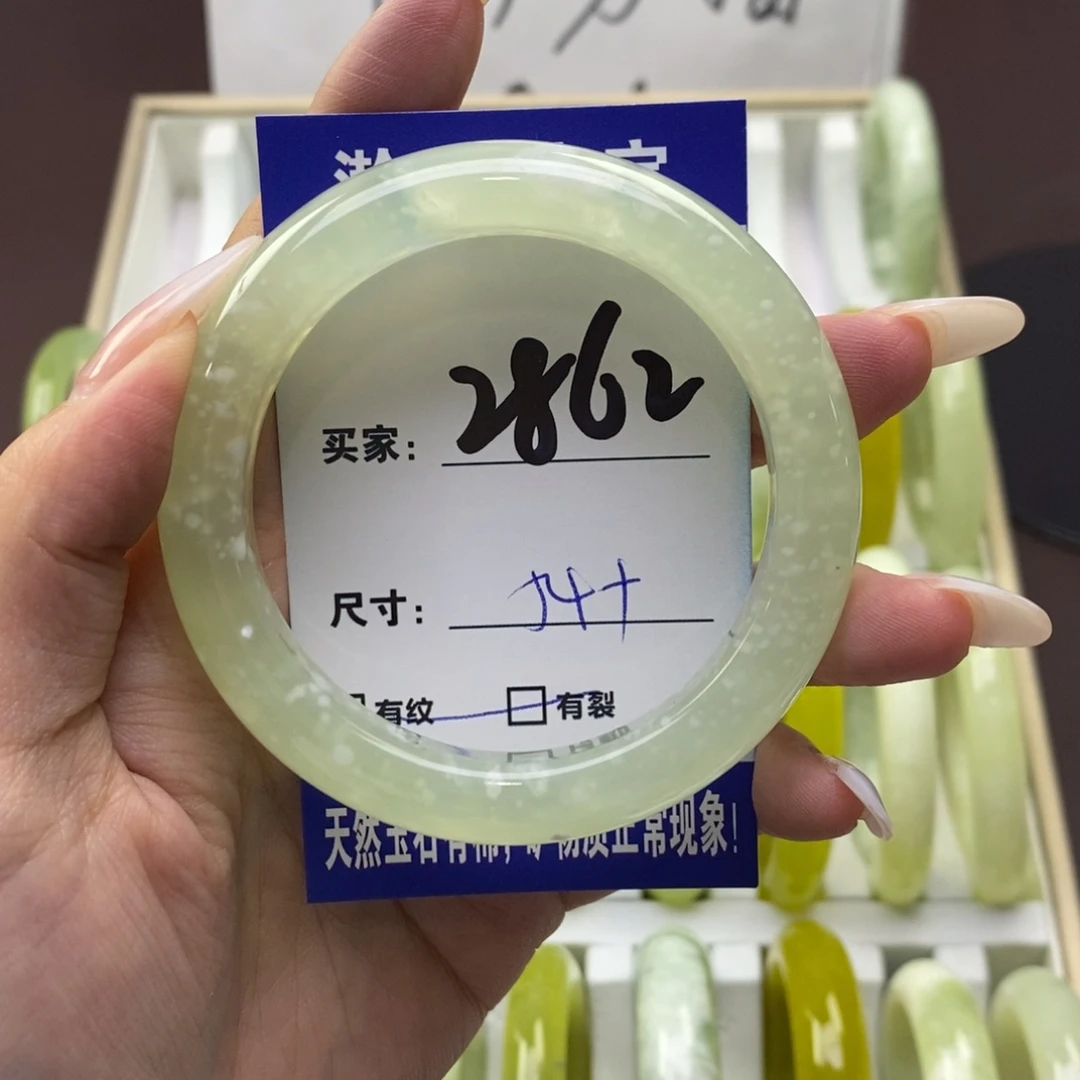 买家: 2862
尺寸: 54+
有纹 □有裂
天然玉石有棉,矿物质正常现象!